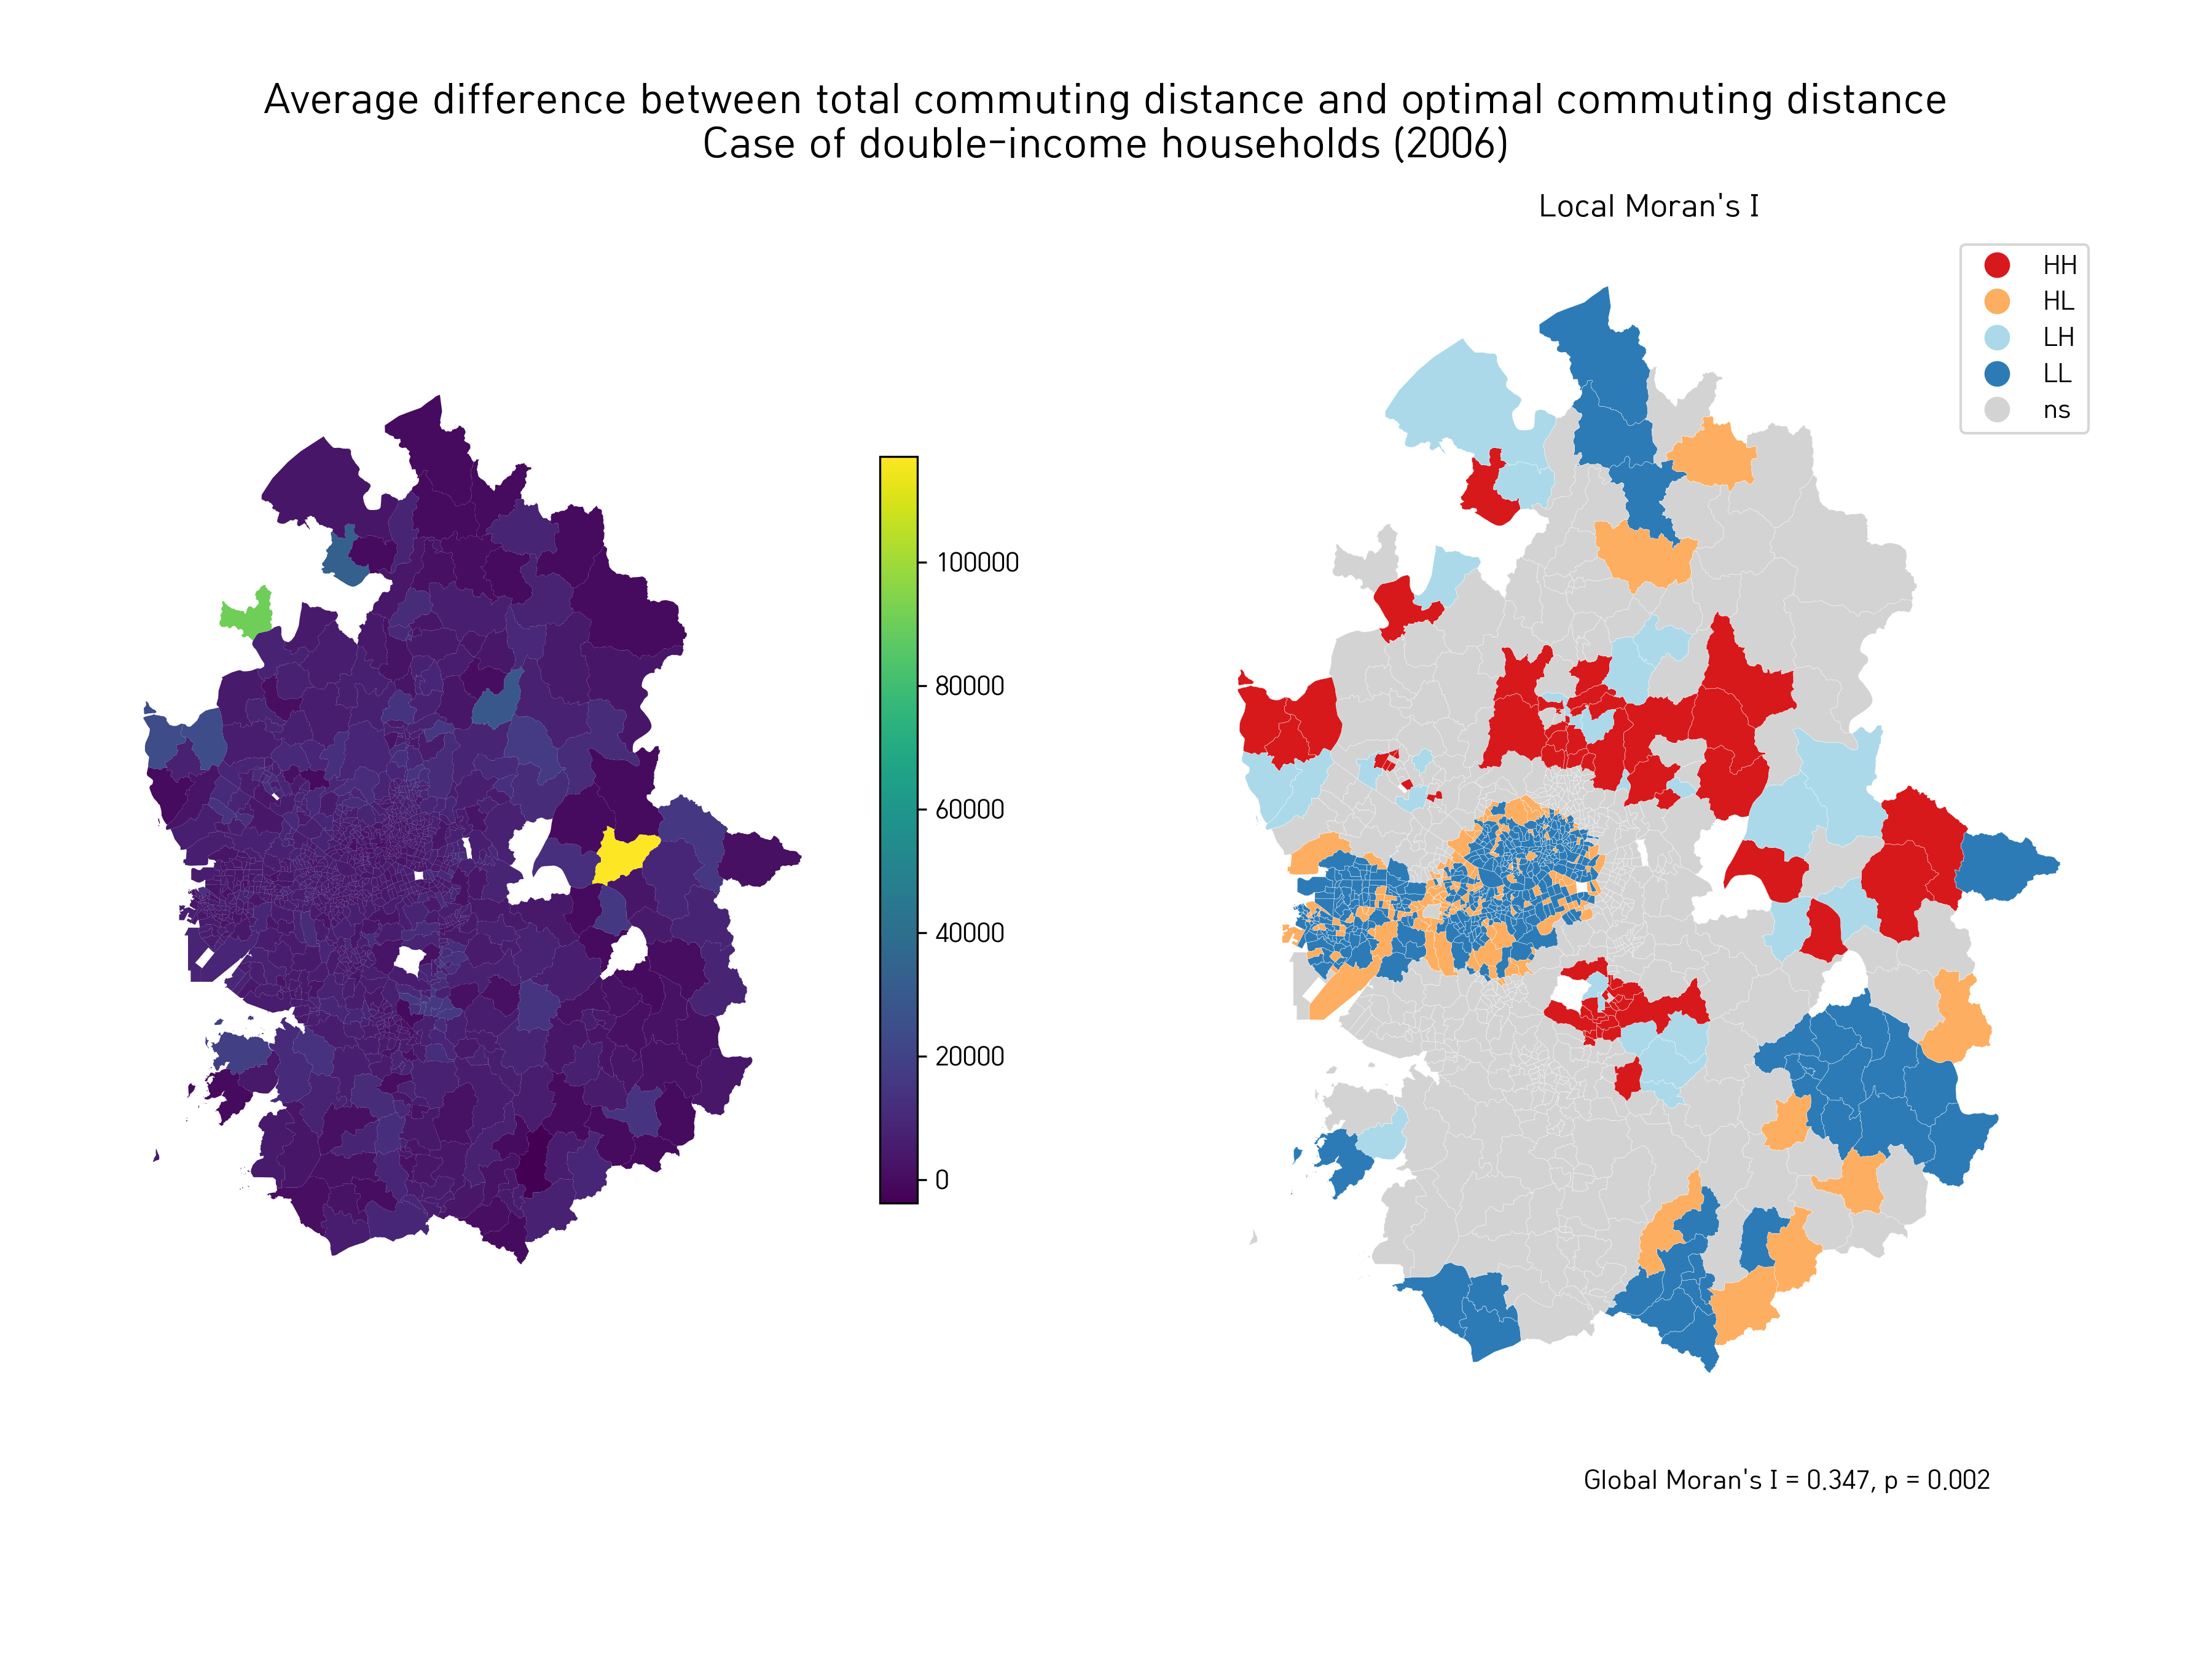 Average difference between total commuting distance and optimal commuting distance
Case of double-income households (2006)
Local Moran's I
HH
HL
LH
LL
ns
100000
80000
60000
40000
20000
0
Global Moran's I = 0.347, p = 0.002